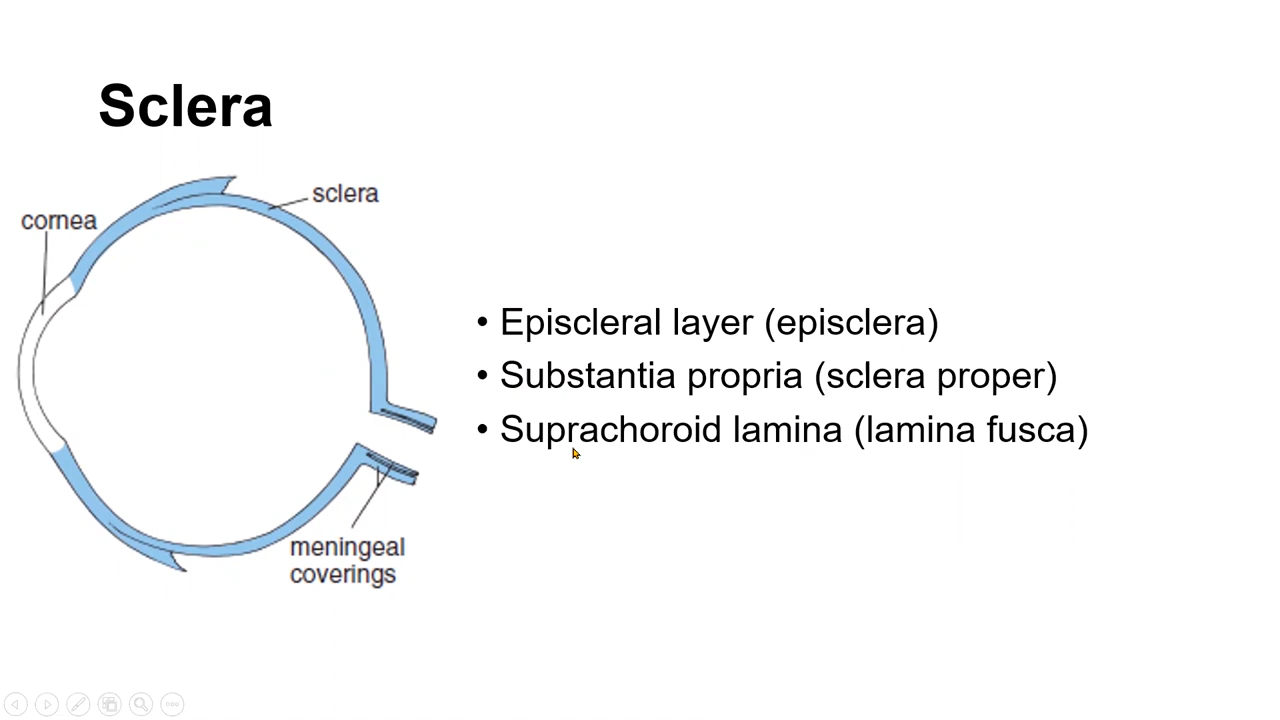 Sclera
sclera
cornea
• Episcleral layer (episclera)
• Substantia propria (sclera proper)
• Suprachoroid lamina (lamina fusca)
meningeal
coverings